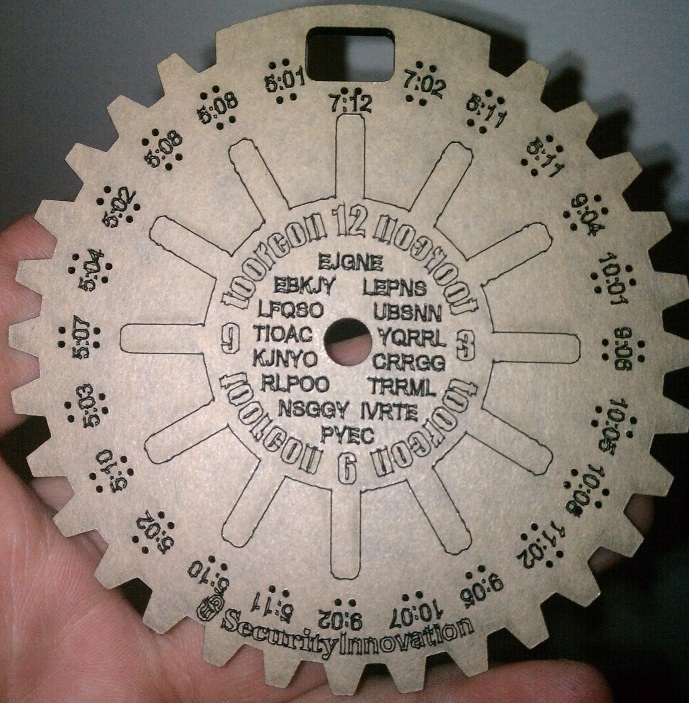 7:12
7:02
5:11
5:11
9:04
10:01
9:06
10:05
10:08
11:02
9:05
10:07
9:02
5:11
5:10
5:02
5:10
5:03
5:07
5:04
5:02
5:08
5:08
5:01
toorcon 12 toorcon
3
toorcon 6 toorcon
9
EJGNE
EBKJY LEPNS
LFQSO UBSNN
TIOAC YQRRL
KJNYO CRRGG
RLPOO TRRML
NSGGY IVRTE
PYEC
SecurityInnovation